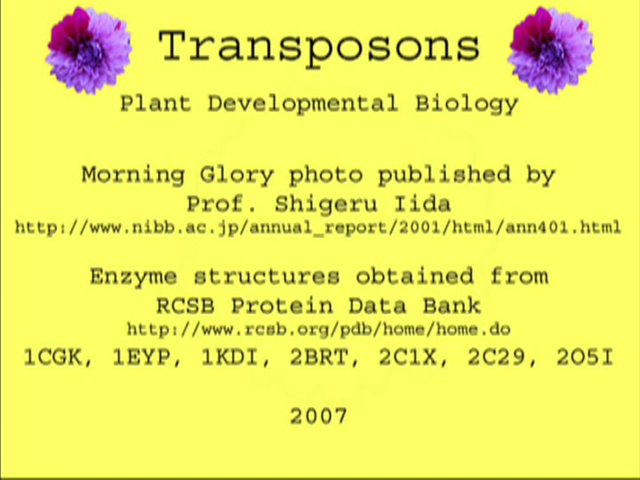 Transposons
Plant Developmental Biology
Morning Glory photo published by
Prof. Shigeru Iida
http://www.nibb.ac.jp/annual_report/2001/html/ann401.html
Enzyme structures obtained from
RCSB Protein Data Bank
http://www.rcsb.org/pdb/home/home.do
1CGK, 1EYP, 1KDI, 2BRT, 2C1X, 2C29, 2O5I
2007